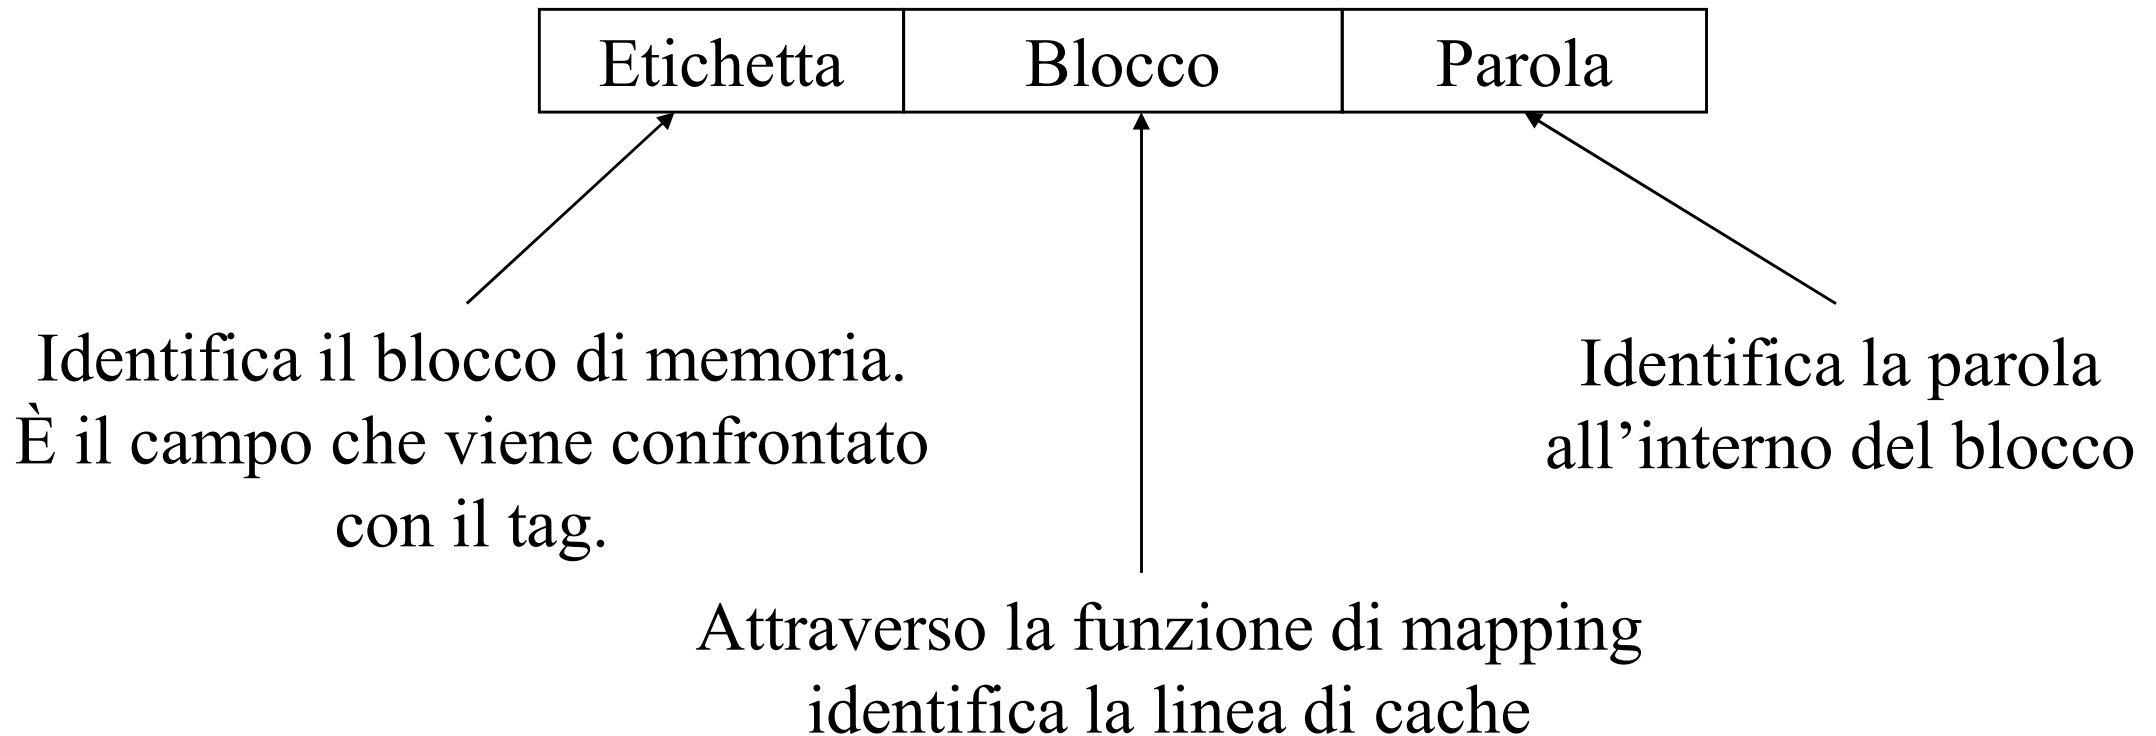 Etichetta Blocco Parola
Identifica il blocco di memoria.
È il campo che viene confrontato
con il tag.
Identifica la parola
all’interno del blocco
Attraverso la funzione di mapping
identifica la linea di cache